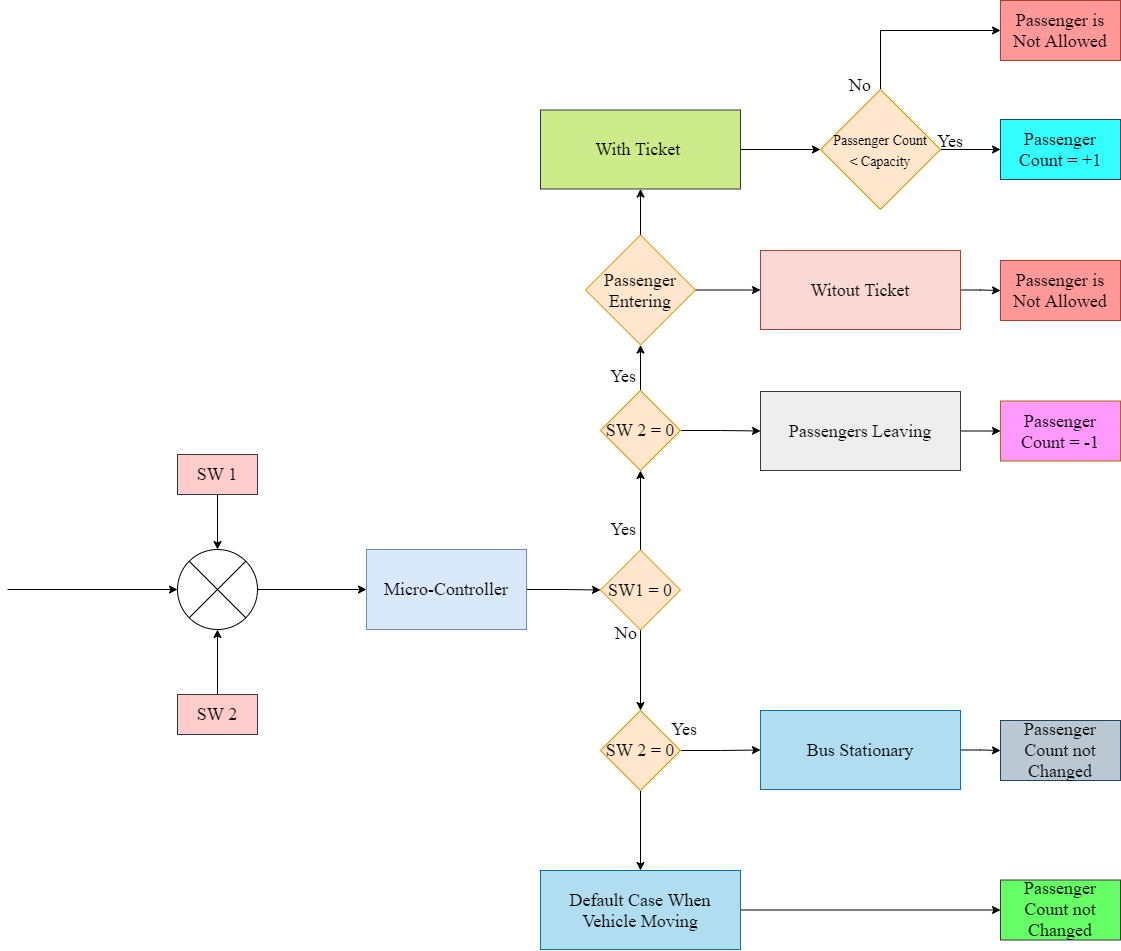 Passenger is
Not Allowed
No
With Ticket
Passenger Count
< Capacity
Yes
Passenger
Count = +1
Passenger
Entering
Witout Ticket
Passenger is
Not Allowed
Yes
SW 2 = 0
Passengers Leaving
Passenger
Count = -1
SW 1
Yes
Micro-Controller
SW1 = 0
No
SW 2
SW 2 = 0
Yes
Bus Stationary
Passenger
Count not
Changed
Default Case When
Vehicle Moving
Passenger
Count not
Changed